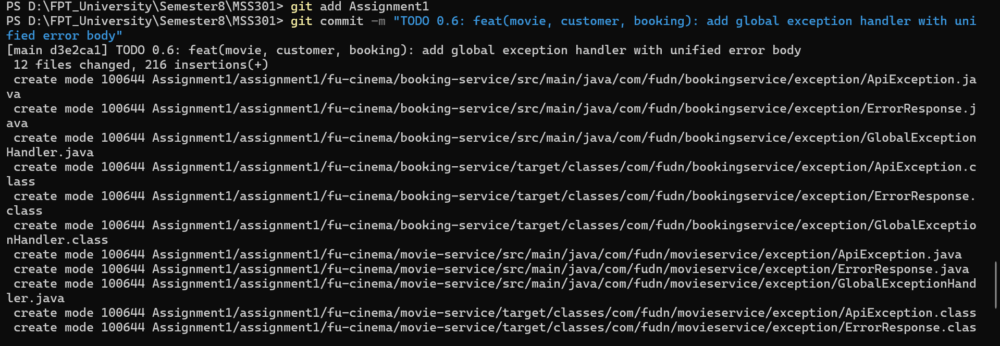 PS D:\FPT_University\Semester8\MSS301> git add Assignment1
PS D:\FPT_University\Semester8\MSS301> git commit -m "TODO 0.6: feat(movie, customer, booking): add global exception handler with uni
fied error body"
[main d3e2ca1] TODO 0.6: feat(movie, customer, booking): add global exception handler with unified error body
 12 files changed, 216 insertions(+)
 create mode 100644 Assignment1/assignment1/fu-cinema/booking-service/src/main/java/com/fudn/bookingservice/exception/ApiException.ja
va
 create mode 100644 Assignment1/assignment1/fu-cinema/booking-service/src/main/java/com/fudn/bookingservice/exception/ErrorResponse.j
ava
 create mode 100644 Assignment1/assignment1/fu-cinema/booking-service/src/main/java/com/fudn/bookingservice/exception/GlobalException
Handler.java
 create mode 100644 Assignment1/assignment1/fu-cinema/booking-service/target/classes/com/fudn/bookingservice/exception/ApiException.c
lass
 create mode 100644 Assignment1/assignment1/fu-cinema/booking-service/target/classes/com/fudn/bookingservice/exception/ErrorResponse.
class
 create mode 100644 Assignment1/assignment1/fu-cinema/booking-service/target/classes/com/fudn/bookingservice/exception/GlobalExceptio
nHandler.class
 create mode 100644 Assignment1/assignment1/fu-cinema/movie-service/src/main/java/com/fudn/movieservice/exception/ApiException.java
 create mode 100644 Assignment1/assignment1/fu-cinema/movie-service/src/main/java/com/fudn/movieservice/exception/ErrorResponse.java
 create mode 100644 Assignment1/assignment1/fu-cinema/movie-service/src/main/java/com/fudn/movieservice/exception/GlobalExceptionHand
ler.java
 create mode 100644 Assignment1/assignment1/fu-cinema/movie-service/target/classes/com/fudn/movieservice/exception/ApiException.class
 create mode 100644 Assignment1/assignment1/fu-cinema/movie-service/target/classes/com/fudn/movieservice/exception/ErrorResponse.clas